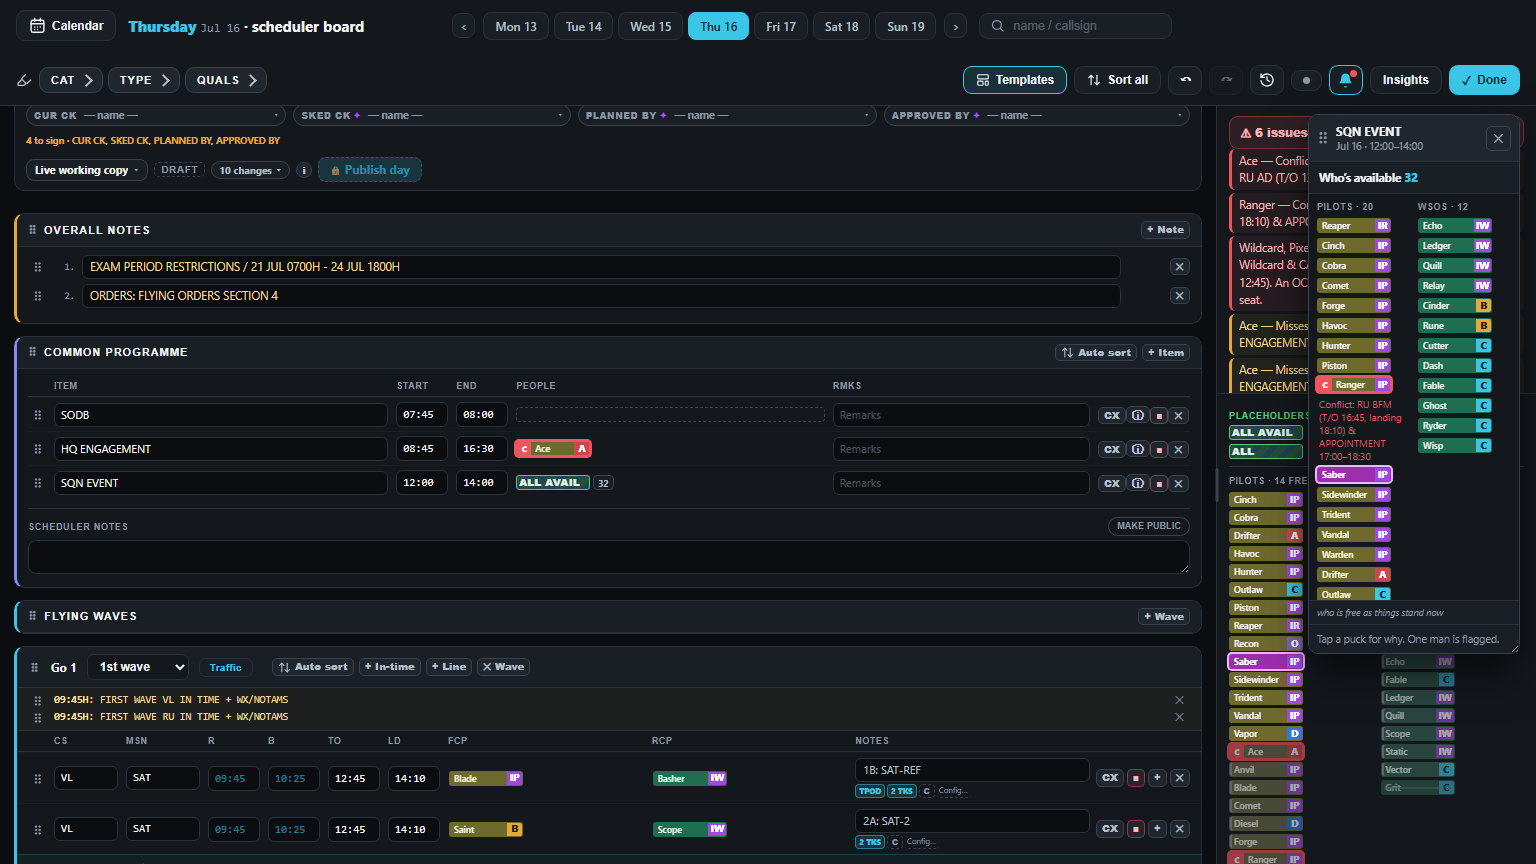 Calendar
Thursday Jul 16 · scheduler board
‹ Mon 13 Tue 14 Wed 15 Thu 16 Fri 17 Sat 18 Sun 19 ›
name / callsign
CAT TYPE QUALS
Templates Sort all Insights ✓ Done
CUR CK — name — SKED CK — name — PLANNED BY — name — APPROVED BY — name —
4 to sign · CUR CK, SKED CK, PLANNED BY, APPROVED BY
Live working copy DRAFT 10 changes i Publish day
OVERALL NOTES + Note
1. EXAM PERIOD RESTRICTIONS / 21 JUL 0700H - 24 JUL 1800H
2. ORDERS: FLYING ORDERS SECTION 4
COMMON PROGRAMME Auto sort + Item
ITEM START END PEOPLE RMKS
SODB 07:45 08:00 Remarks CX
HQ ENGAGEMENT 08:45 16:30 c Ace A Remarks CX
SQN EVENT 12:00 14:00 ALL AVAIL 32 Remarks CX
SCHEDULER NOTES MAKE PUBLIC
FLYING WAVES + Wave
Go 1 1st wave Traffic Auto sort + In-time + Line X Wave
09:45H: FIRST WAVE VL IN TIME + WX/NOTAMS
09:45H: FIRST WAVE RU IN TIME + WX/NOTAMS
CS MSN R B TO LD FCP RCP NOTES
VL SAT 09:45 10:25 12:45 14:10 Blade IP Basher IW 1B: SAT-REF CX
TPOD 2 TKS C Config...
VL SAT 09:45 10:25 12:45 14:10 Saint B Scope IW 2A: SAT-2 CX
2 TKS C Config...
6 issues
Ace — Conflic
RU AD (T/O 1
Ranger — Co
18:10) & APP
Wildcard, Pixe
Wildcard & C
12:45). An OC
seat.
Ace — Misses
ENGAGEMENT
Ace — Misses
ENGAGEMENT
PLACEHOLDERS
ALL AVAIL
ALL
PILOTS · 14 FRE
Cinch IP
Cobra IP
Drifter A
Havoc IP
Hunter IP
Outlaw C
Piston IP
Reaper IR
Recon O
Saber IP
Sidewinder IP
Trident IP
Vandal IP
Vapor D
c Ace A
Anvil IP
Blade IP
Comet IP
Diesel D
Forge IP
c Ranger IP
Echo IW
Fable C
Ledger IW
Quill IW
Scope IW
Static IW
Vector C
Grit C
SQN EVENT
Jul 16 · 12:00–14:00
Who's available 32
PILOTS · 20
Reaper IR
Cinch IP
Cobra IP
Comet IP
Forge IP
Havoc IP
Hunter IP
Piston IP
c Ranger IP
Conflict: RU BFM
(T/O 16:45, landing
18:10) &
APPOINTMENT
17:00–18:30
Saber IP
Sidewinder IP
Trident IP
Vandal IP
Warden IP
Drifter A
Outlaw C
WSOS · 12
Echo IW
Ledger IW
Quill IW
Relay IW
Cinder B
Rune B
Cutter C
Dash C
Fable C
Ghost C
Ryder C
Wisp C
who is free as things stand now
Tap a puck for why. One man is flagged.